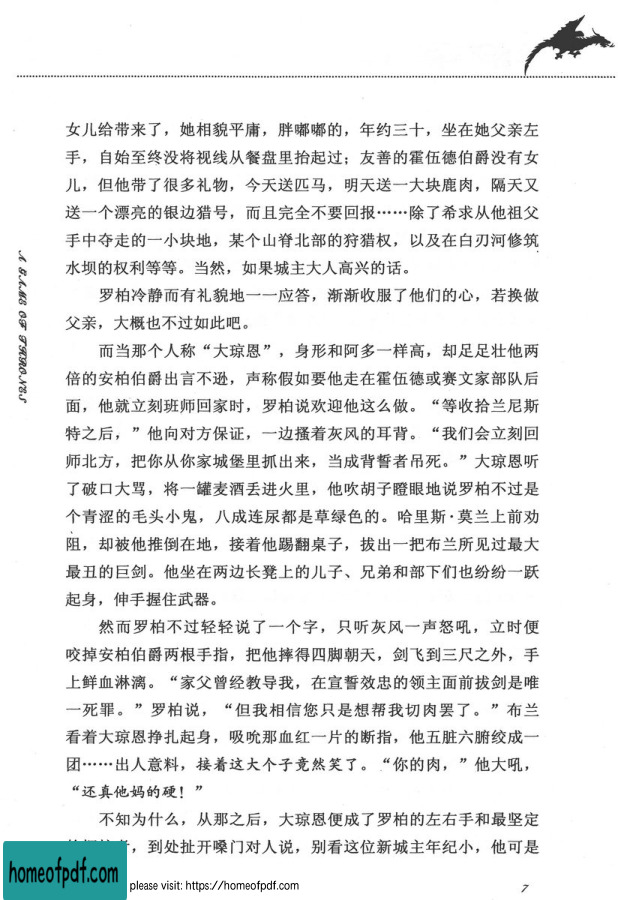 A GAME OF THRONES
女儿给带来了，她相貌平庸，胖嘟嘟的，年约三十，坐在她父亲左
手，自始至终没将视线从餐盘里抬起过；友善的霍伍德伯爵没有女
儿，但他带了很多礼物，今天送匹马，明天送一大块鹿肉，隔天又
送一个漂亮的银边猎号，而且完全不要回报……除了希求从他祖父
手中夺走的一小块地，某个山脊北部的狩猎权，以及在白刃河修筑
水坝的权利等等。当然，如果城主大人高兴的话。
罗柏冷静而有礼貌地一一应答，渐渐收服了他们的心，若换做
父亲，大概也不过如此吧。
而当那个人称“大琼恩”，身形和阿多一样高，却足足壮他两
倍的安柏伯爵出言不逊，声称假如要他走在霍伍德或赛文家部队后
面，他就立刻班师回家时，罗柏说欢迎他这么做。“等收拾兰尼斯
特之后，”他向对方保证，一边搔着灰风的耳背。“我们会立刻回
师北方，把你从你家城堡里抓出来，当成背誓者吊死。”大琼恩听
了破口大骂，将一罐麦酒丢进火里，他吹胡子瞪眼地说罗柏不过是
个青涩的毛头小鬼，八成连尿都是草绿色的。哈里斯·莫兰上前劝
阻，却被他推倒在地，接着他踢翻桌子，拔出一把布兰所见过最大
最丑的巨剑。他坐在两边长凳上的儿子、兄弟和部下们也纷纷一跃
起身，伸手握住武器。
然而罗柏不过轻轻说了一个字，只听灰风一声怒吼，立时便
咬掉安柏伯爵两根手指，把他摔得四脚朝天，剑飞到三尺之外，手
上鲜血淋漓。“家父曾经教导我，在宣誓效忠的领主面前拔剑是唯
一死罪。”罗柏说，“但我相信您只是想帮我切肉罢了。”布兰
看着大琼恩挣扎起身，吸吮那血红一片的断指，他五脏六腑绞成一
团……出人意料，接着这大个子竟然笑了。“你的肉，”他大吼，
“还真他妈的硬！”
不知为什么，从那之后，大琼恩便成了罗柏的左右手和最坚定
，到处扯开嗓门对人说，别看这位新城主年纪小，他可是
homeofpdf.com
please visit: https://homeofpdf.com
7